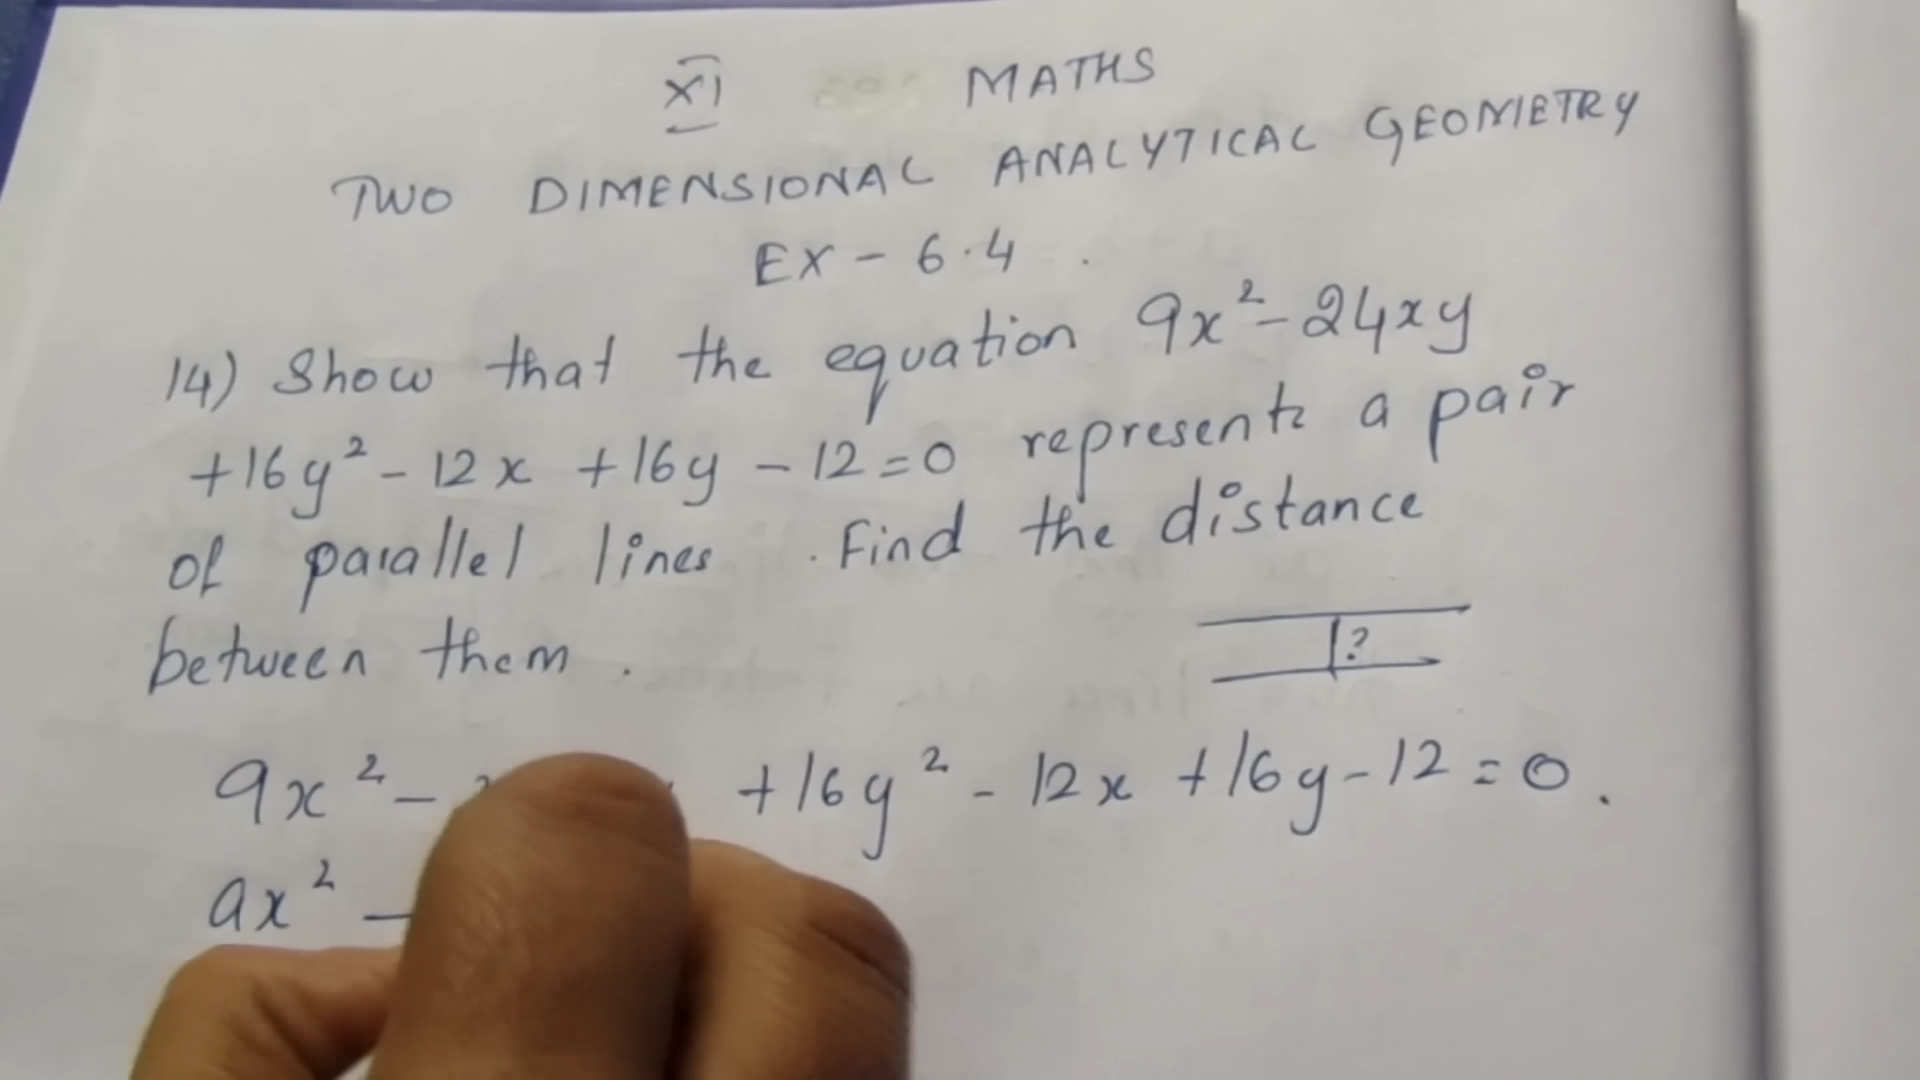 XI MATHS
TWO DIMENSIONAL ANALYTICAL GEOMETRY
EX - 6.4 .
14) Show that the equation 9x² - 24xy
+16y² - 12x +16y - 12 = 0 represents a pair
of parallel lines . Find the distance
between them .
?
9x² - +16y² - 12x +16y - 12 = 0 .
ax² -